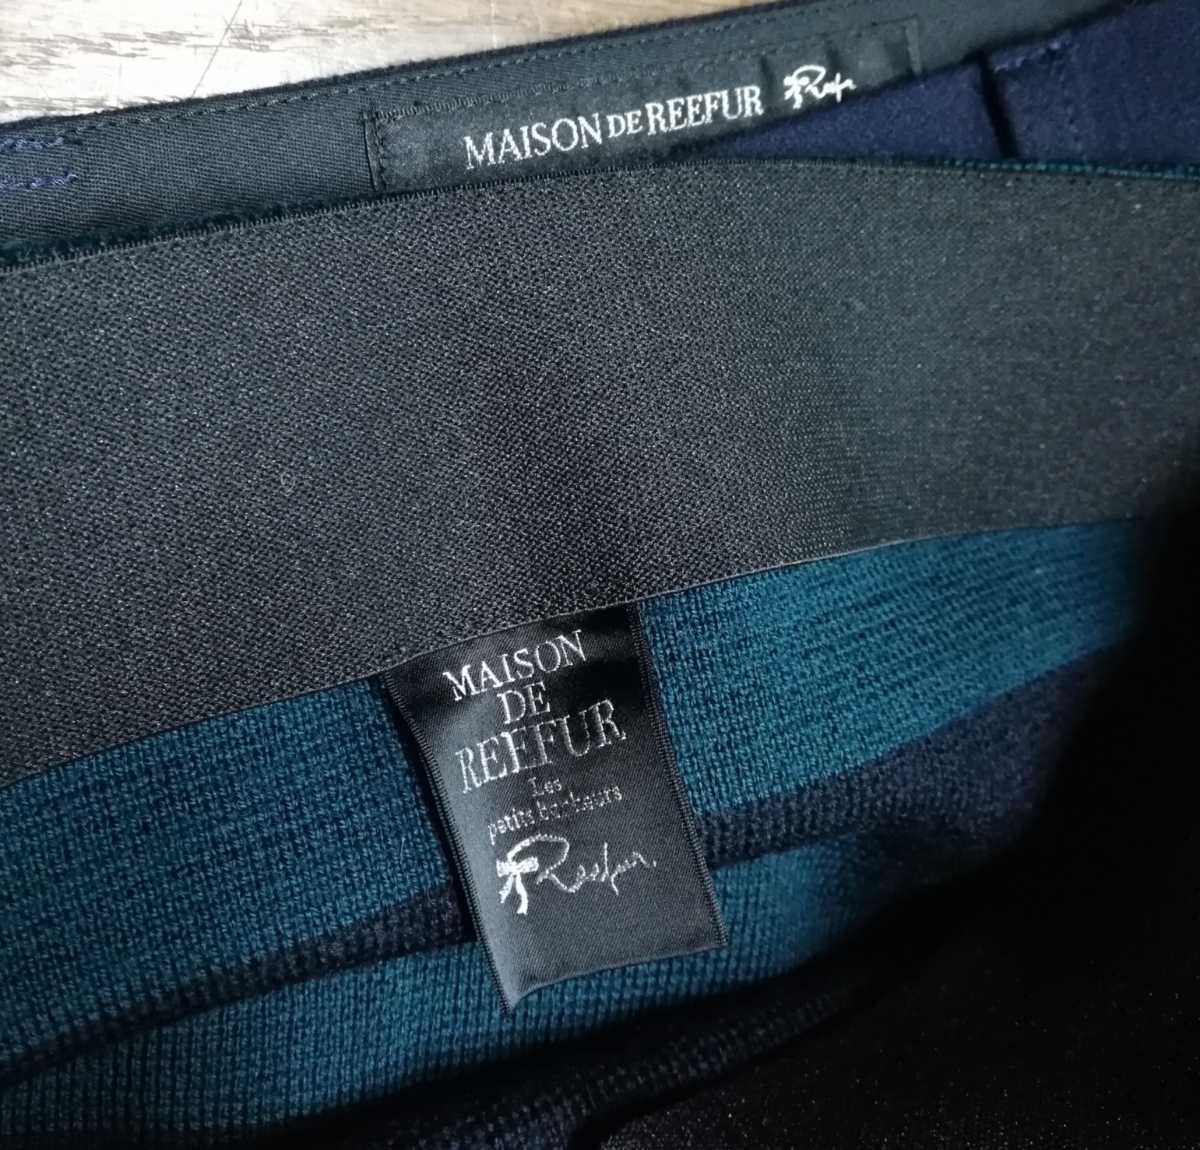 MAISON DE REEFUR Reefur
MAISON
DE
REEFUR
Les
petits bonheurs
Reefur.